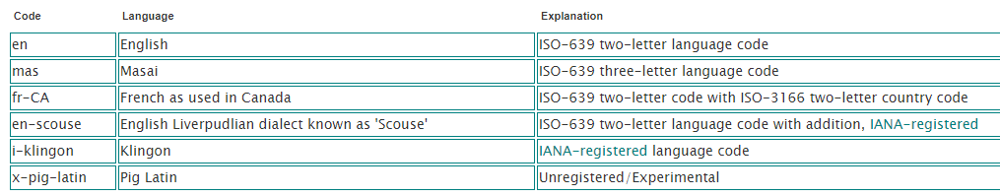 Code Language Explanation
en English ISO-639 two-letter language code
mas Masai ISO-639 three-letter language code
fr-CA French as used in Canada ISO-639 two-letter code with ISO-3166 two-letter country code
en-scouse English Liverpudlian dialect known as 'Scouse' ISO-639 two-letter language code with addition, IANA-registered
i-klingon Klingon IANA-registered language code
x-pig-latin Pig Latin Unregistered/Experimental